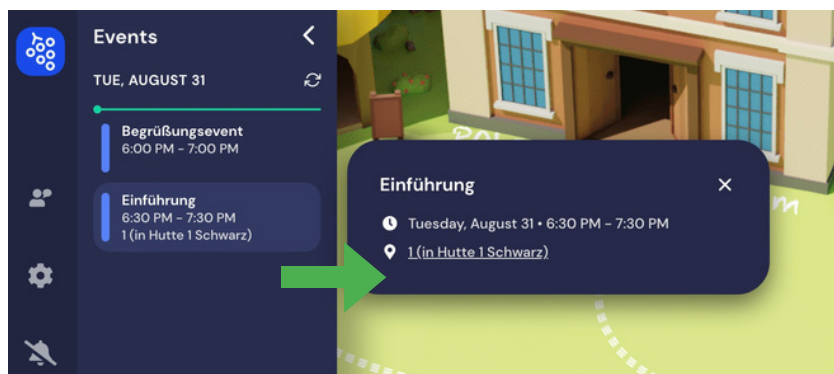 Events
TUE, AUGUST 31
Begrüßungsevent
6:00 PM – 7:00 PM
Einführung
6:30 PM – 7:30 PM
1 (in Hutte 1 Schwarz)
Einführung
Tuesday, August 31 • 6:30 PM – 7:30 PM
1 (in Hutte 1 Schwarz)